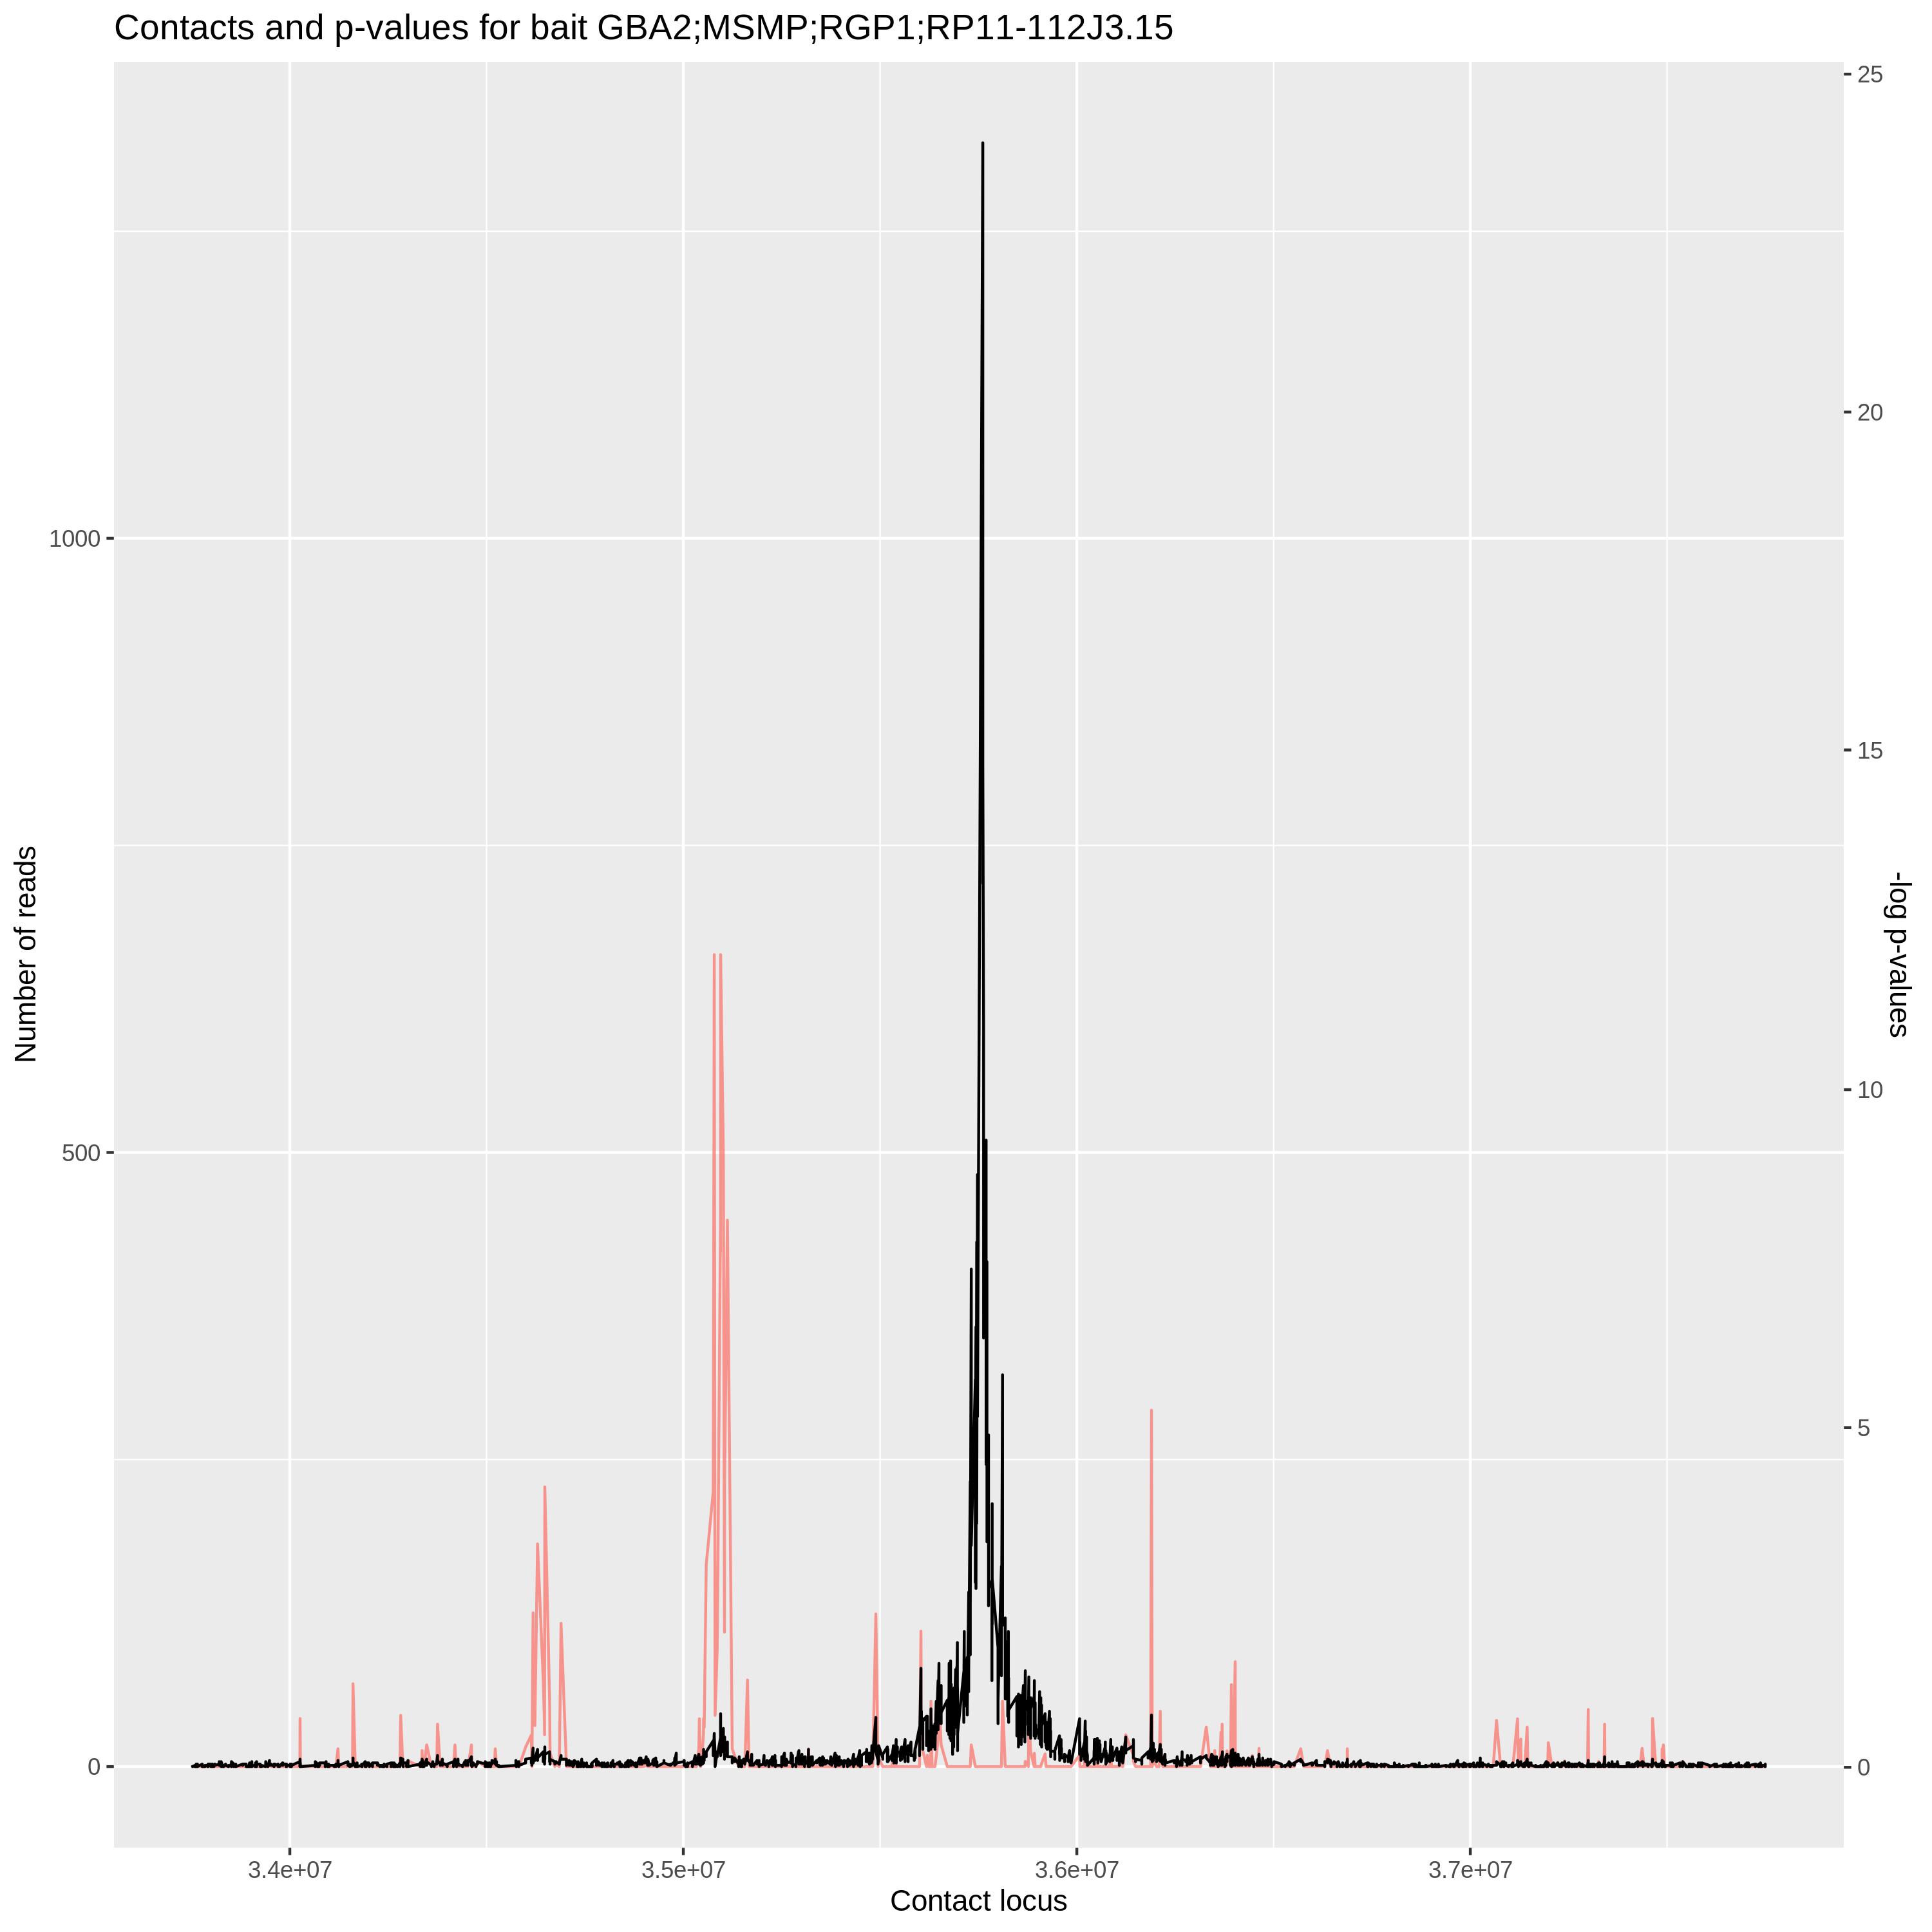 Contacts and p-values for bait GBA2;MSMP;RGP1;RP11-112J3.15
Number of reads
1000
500
0
25
20
15
10
5
0
-log p-values
3.4e+07
3.5e+07
3.6e+07
3.7e+07
Contact locus